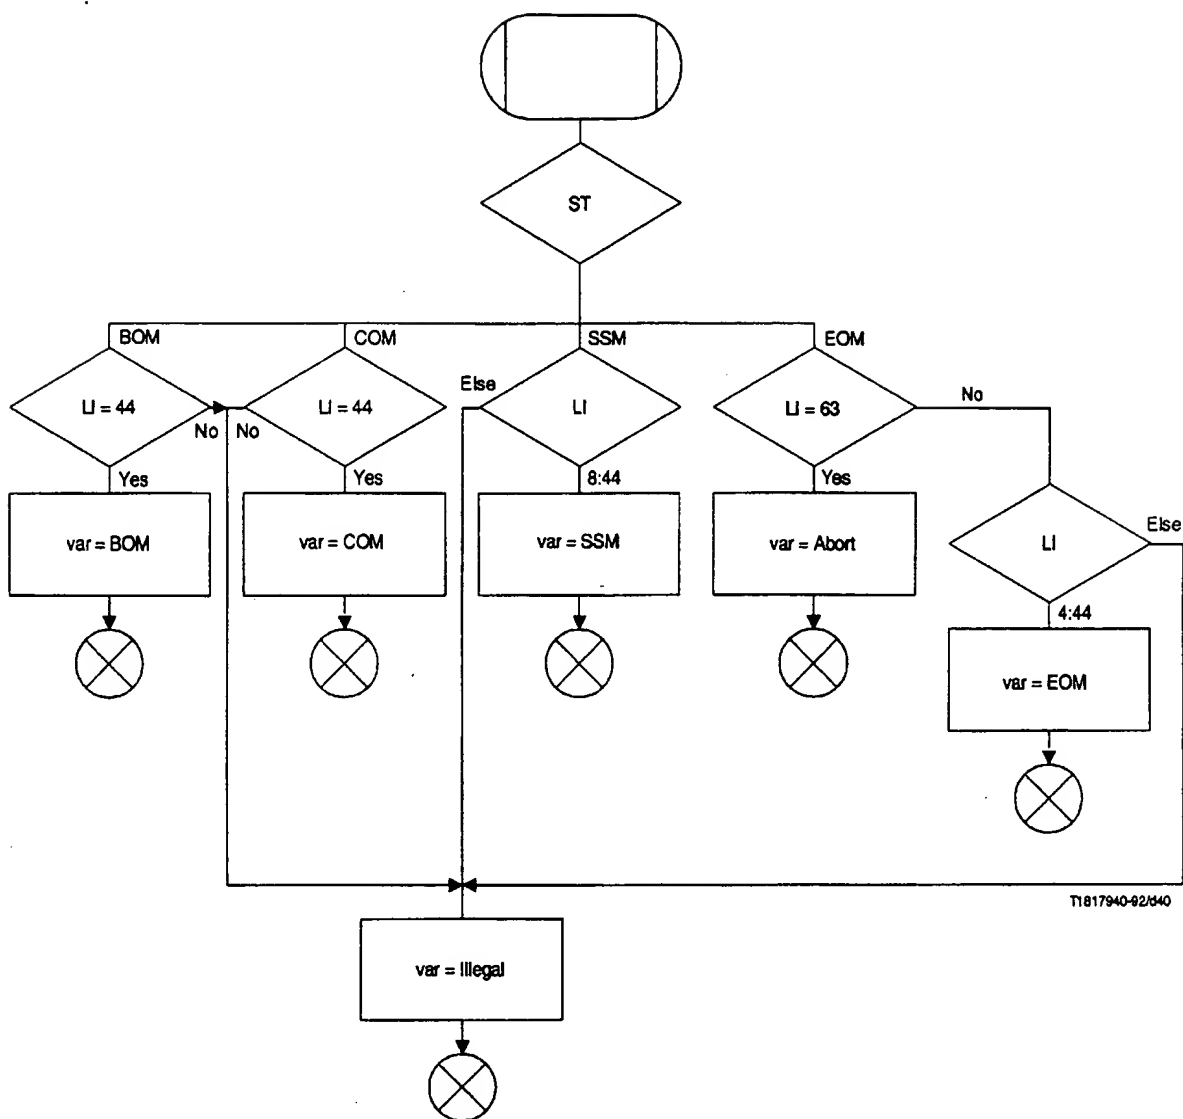 ST
BOM
COM
SSM
EOM
LI = 44
LI = 44
Else
LI
LI = 63
No
No
No
Yes
Yes
8:44
Yes
var = BOM
var = COM
var = SSM
var = Abort
LI
Else
4:44
var = EOM
T1817940-92/d40
var = Illegal